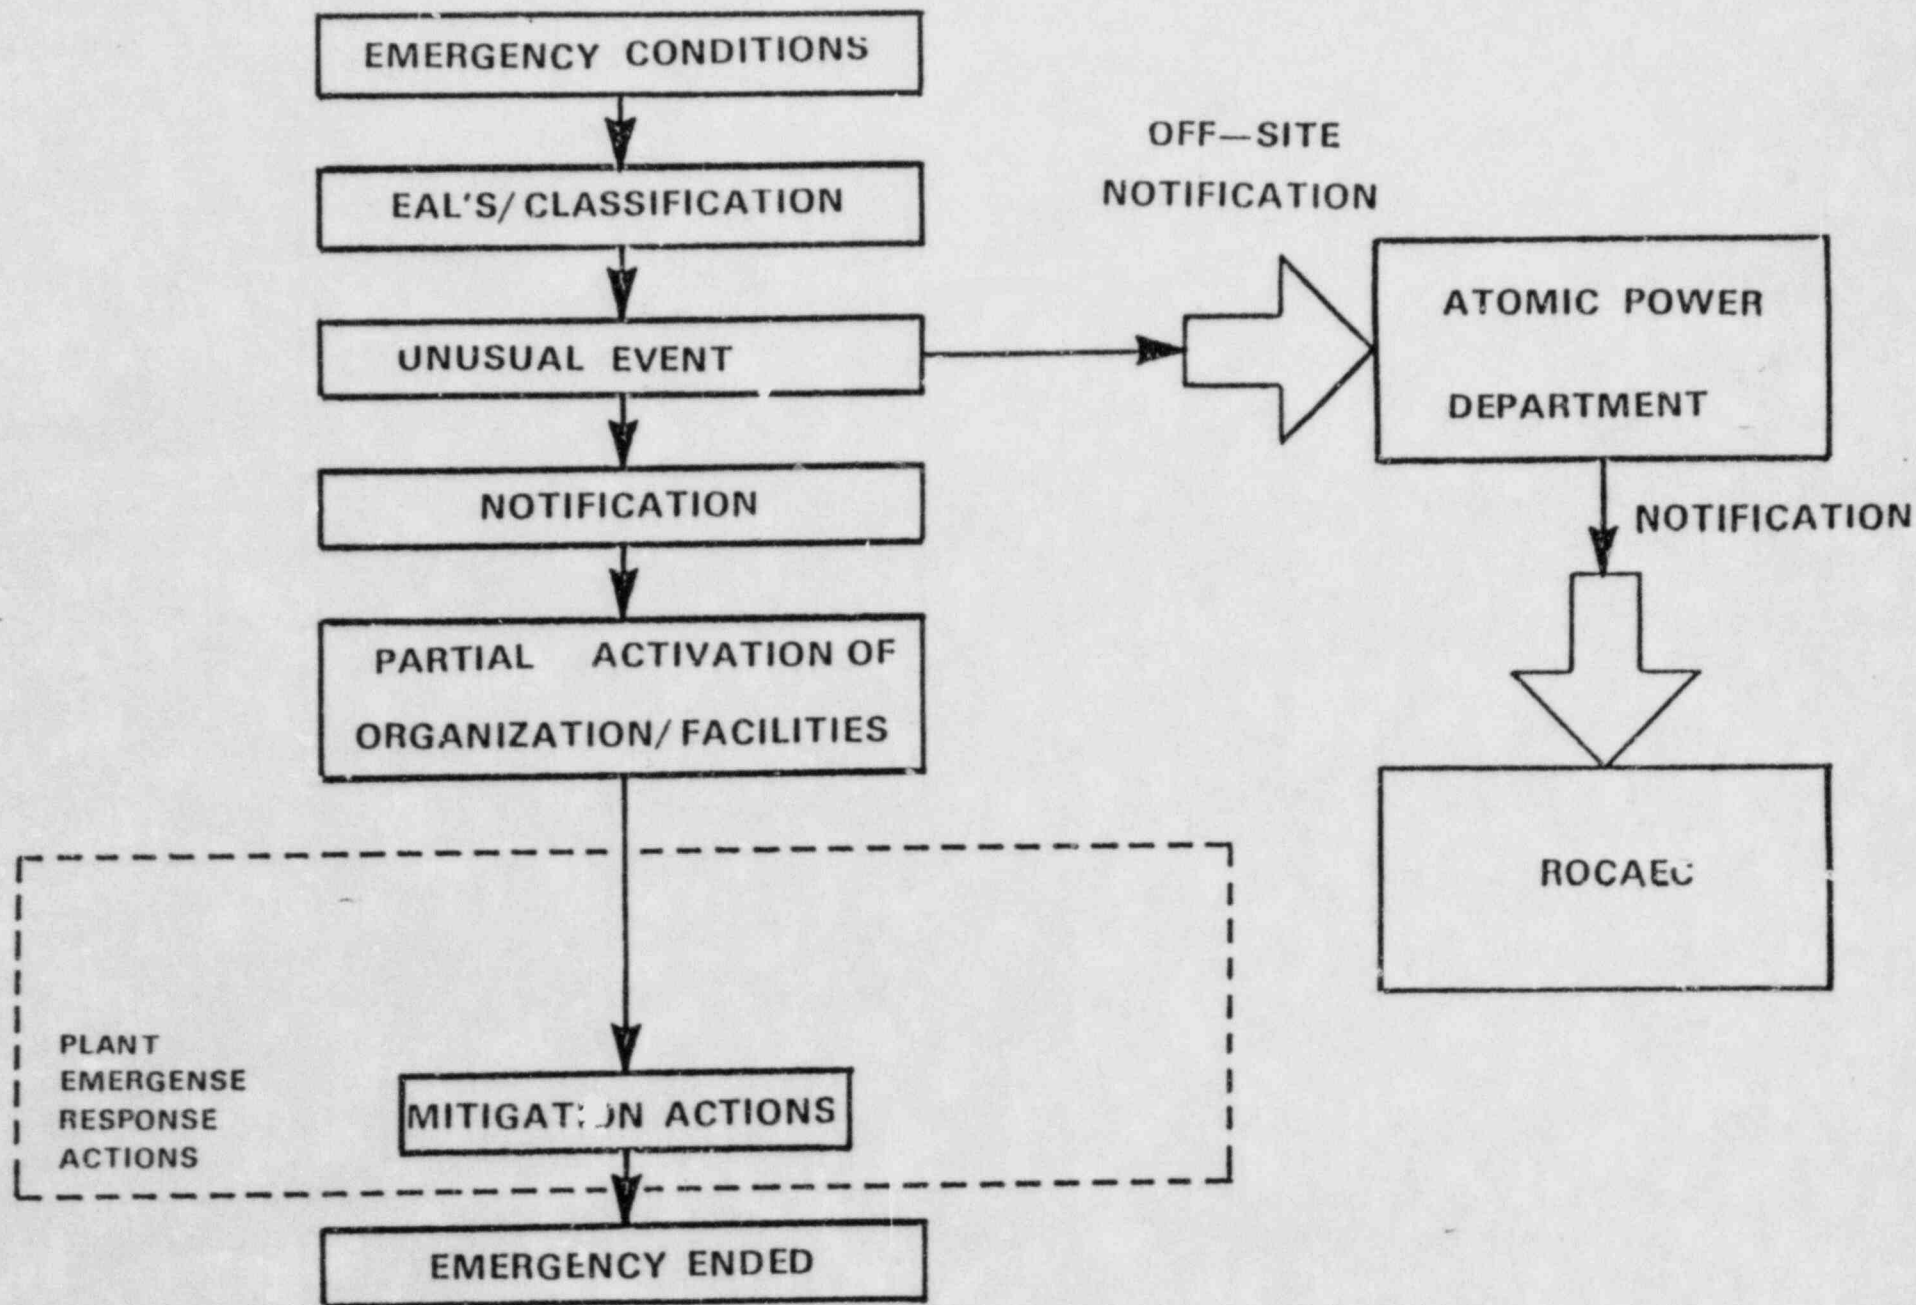 EMERGENCY CONDITIONS
EAL'S/CLASSIFICATION
UNUSUAL EVENT
NOTIFICATION
PARTIAL ACTIVATION OF
ORGANIZATION/FACILITIES
PLANT
EMERGENSE
RESPONSE
ACTIONS
MITIGATION ACTIONS
EMERGENCY ENDED
OFF—SITE
NOTIFICATION
ATOMIC POWER
DEPARTMENT
NOTIFICATION
ROCAEC